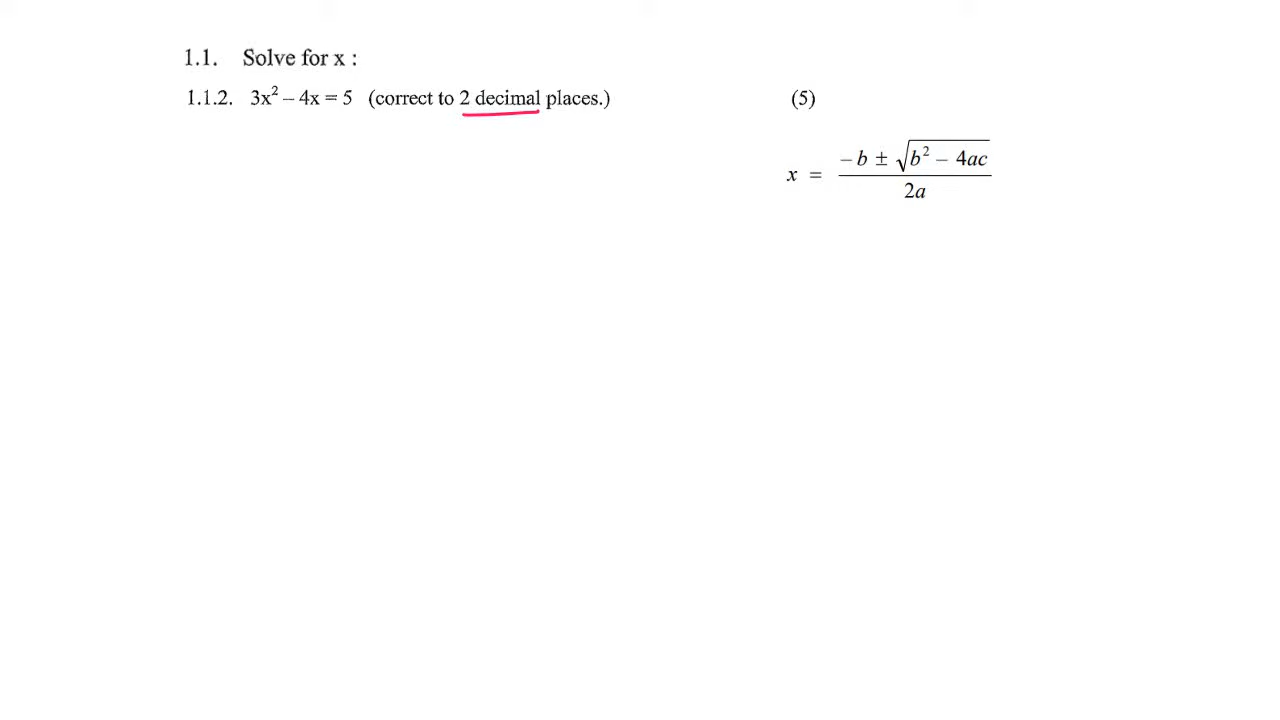 1.1. Solve for x :
1.1.2. 3x² – 4x = 5 (correct to 2 decimal places.) (5)
x = (– b ± √(b² – 4ac)) / 2a